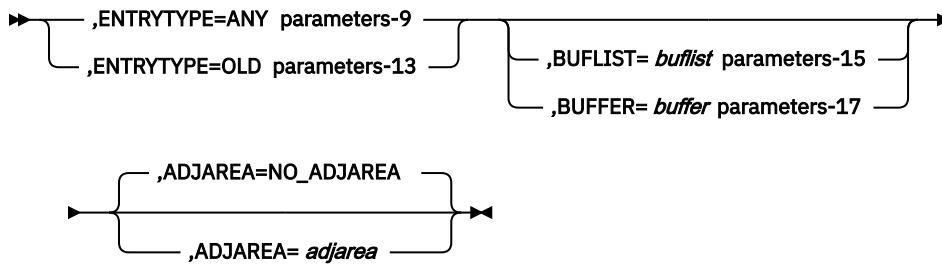 ,ENTRYTYPE=ANY parameters-9
,ENTRYTYPE=OLD parameters-13
,BUFLIST= buflist parameters-15
,BUFFER= buffer parameters-17
,ADJAREA=NO_ADJAREA
,ADJAREA= adjarea